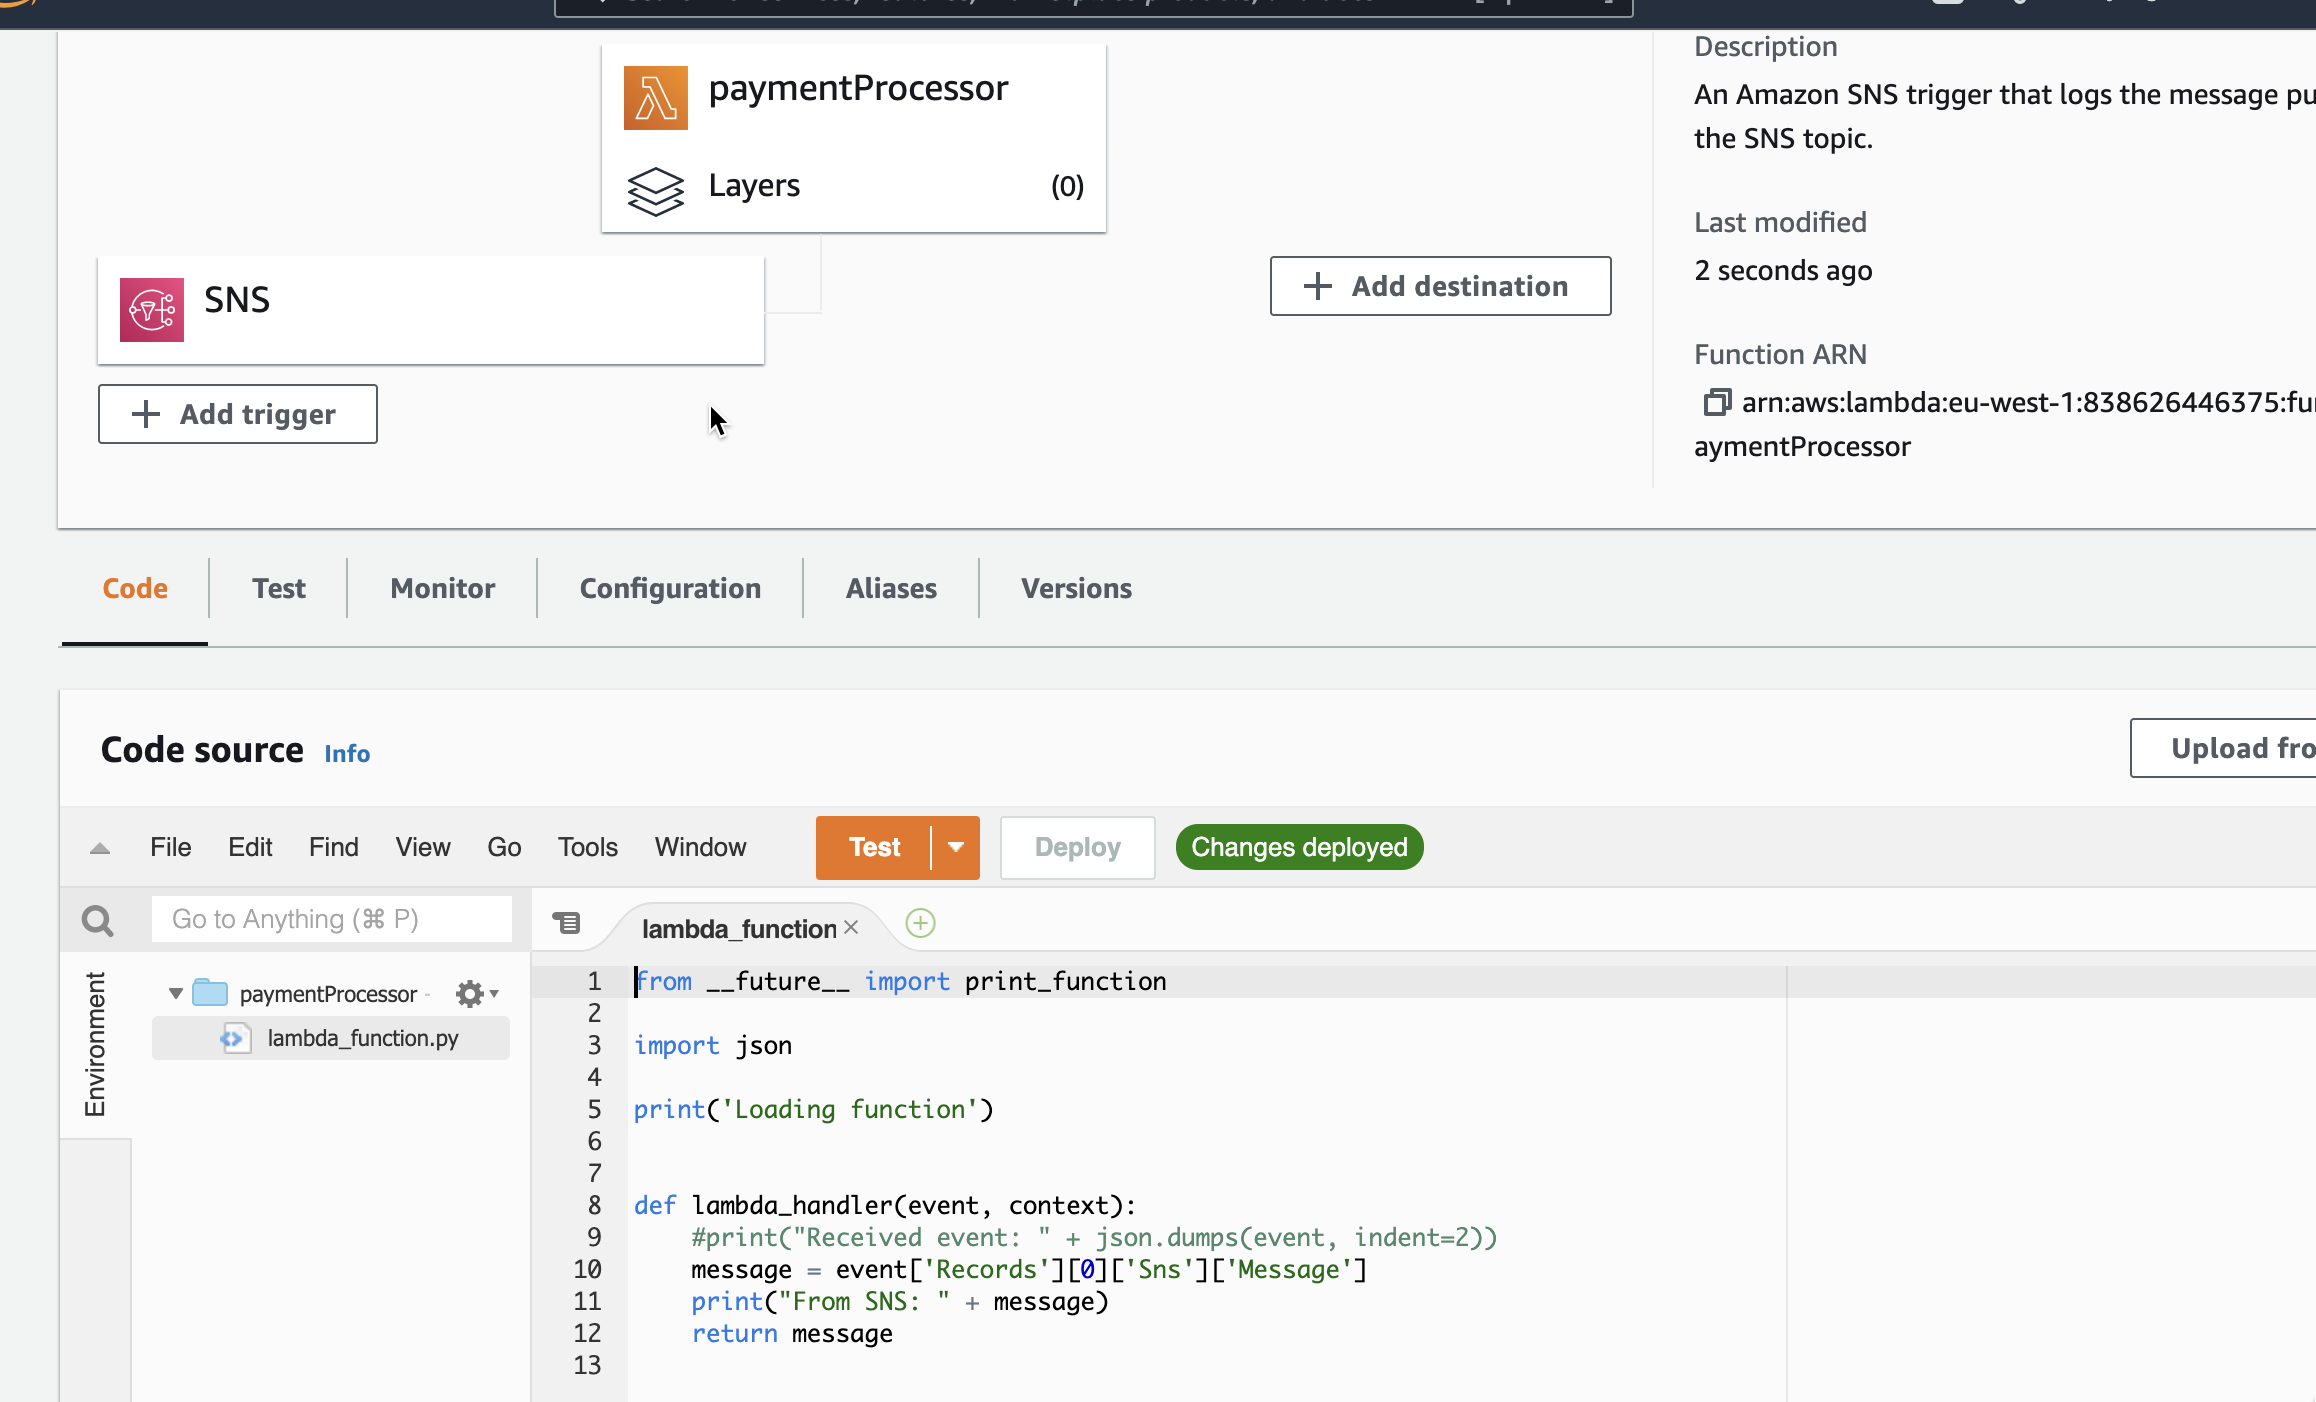 paymentProcessor
Layers
(0)
SNS
Add trigger
Add destination
Description
An Amazon SNS trigger that logs the message pu
the SNS topic.
Last modified
2 seconds ago
Function ARN
arn:aws:lambda:eu-west-1:838626446375:fu
aymentProcessor
Code
Test
Monitor
Configuration
Aliases
Versions
Code source Info
Upload fro
File Edit Find View Go Tools Window
Test
Deploy
Changes deployed
Go to Anything (⌘ P)
Environment
paymentProcessor -
lambda_function.py
lambda_function ×
1 from __future__ import print_function
2
3 import json
4
5 print('Loading function')
6
7
8 def lambda_handler(event, context):
9     #print("Received event: " + json.dumps(event, indent=2))
10     message = event['Records'][0]['Sns']['Message']
11     print("From SNS: " + message)
12     return message
13